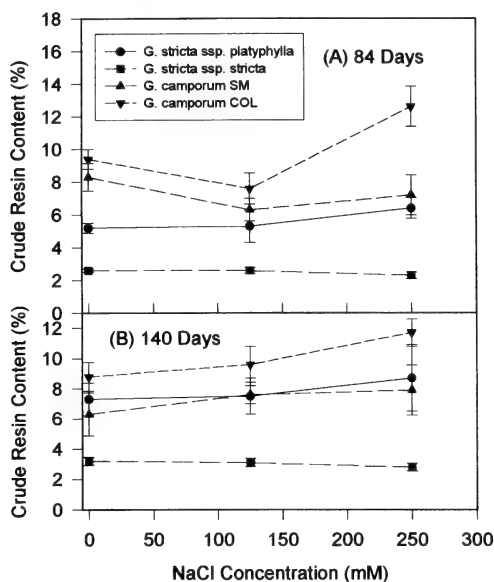 18
16
14
12
10
8
6
4
2
0
Crude Resin Content (%)
G. stricta ssp. platyphylla
G. stricta ssp. stricta
G. camporum SM
G. camporum COL
(A) 84 Days
12
10
8
6
4
2
0
Crude Resin Content (%)
(B) 140 Days
0 50 100 150 200 250 300
NaCl Concentration (mM)